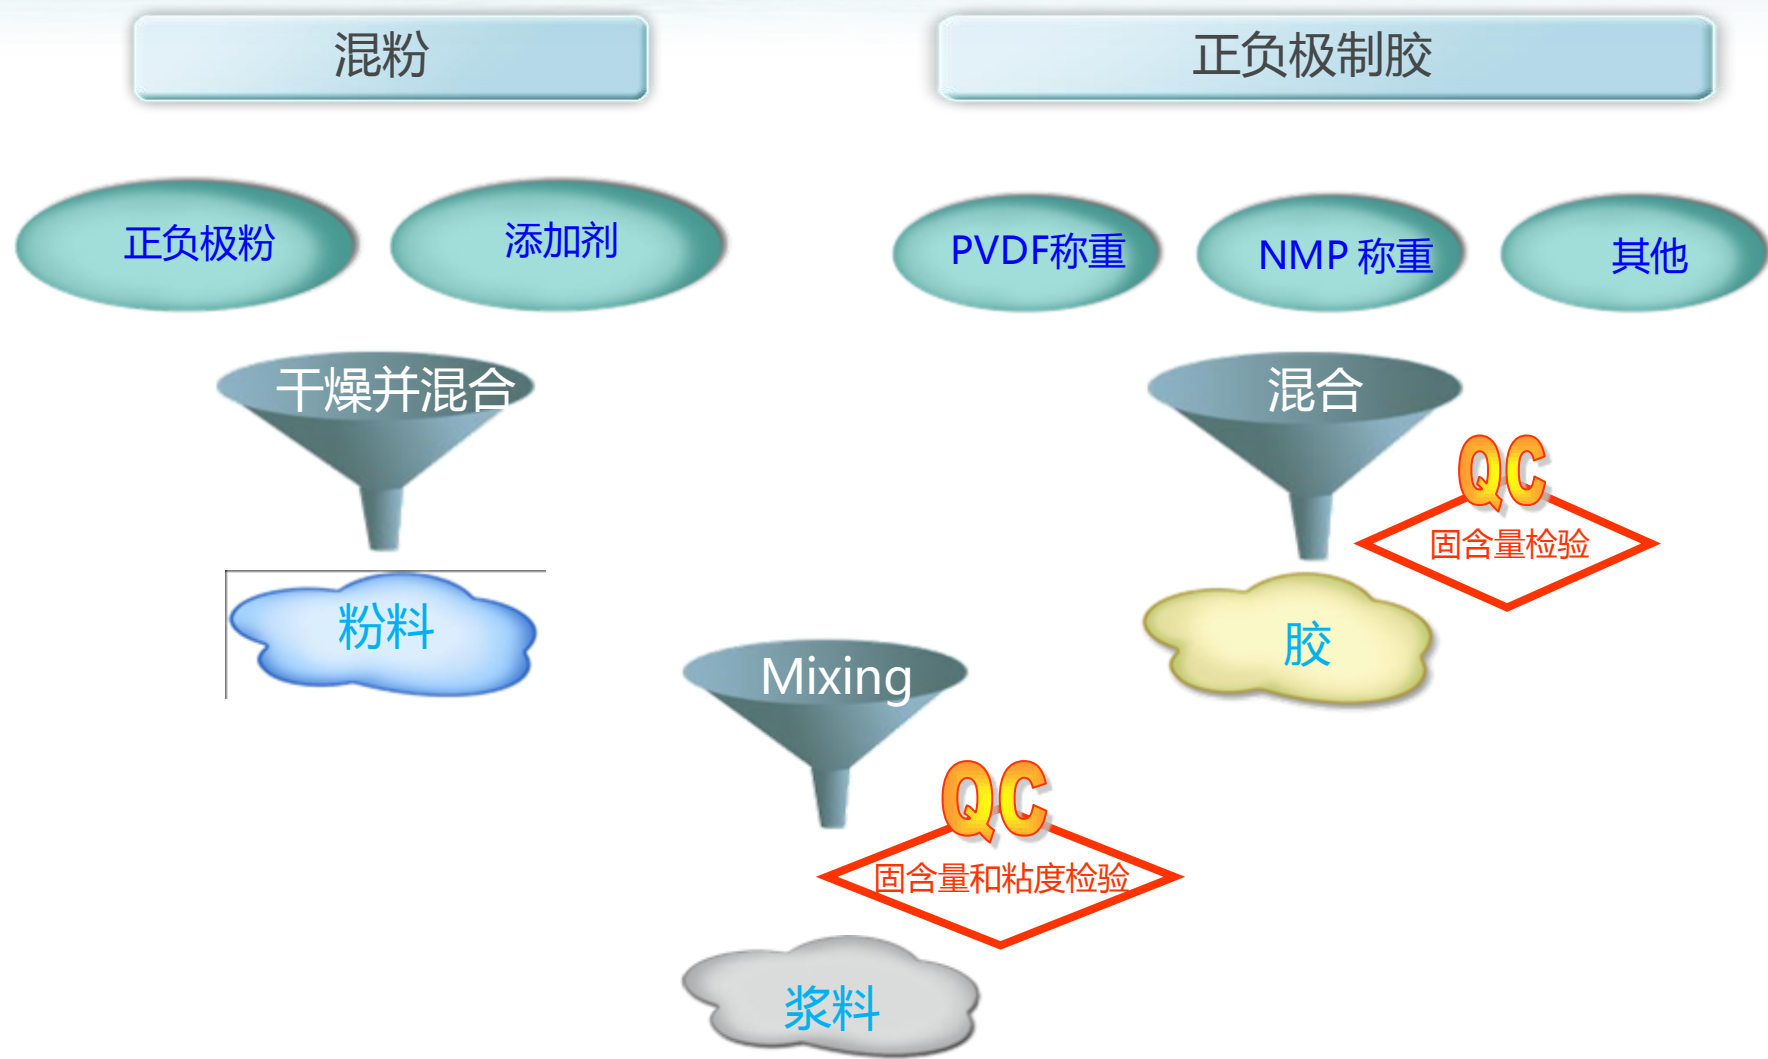 混粉
正负极制胶
正负极粉
添加剂
PVDF称重
NMP 称重
其他
干燥并混合
混合
QC
固含量检验
粉料
胶
Mixing
QC
固含量和粘度检验
浆料